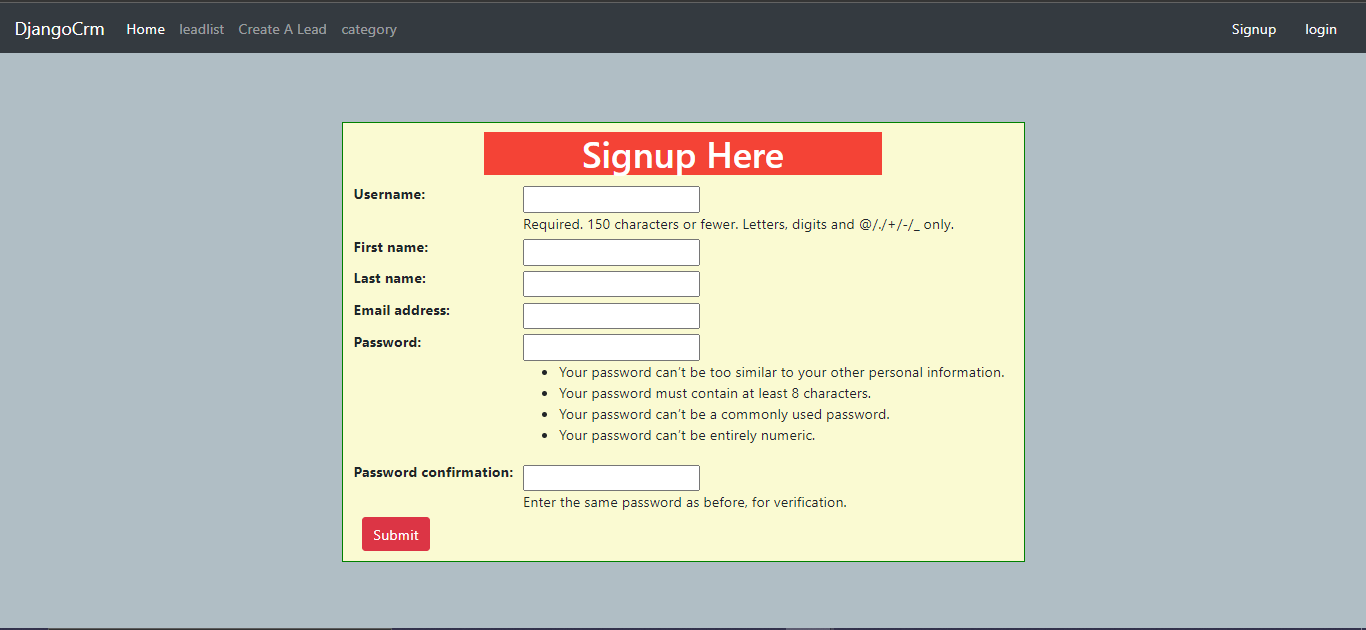 DjangoCrm Home leadlist Create A Lead category Signup login
Signup Here
Username:
Required. 150 characters or fewer. Letters, digits and @/./+/-/_ only.
First name:
Last name:
Email address:
Password:
• Your password can't be too similar to your other personal information.
• Your password must contain at least 8 characters.
• Your password can't be a commonly used password.
• Your password can't be entirely numeric.
Password confirmation:
Enter the same password as before, for verification.
Submit